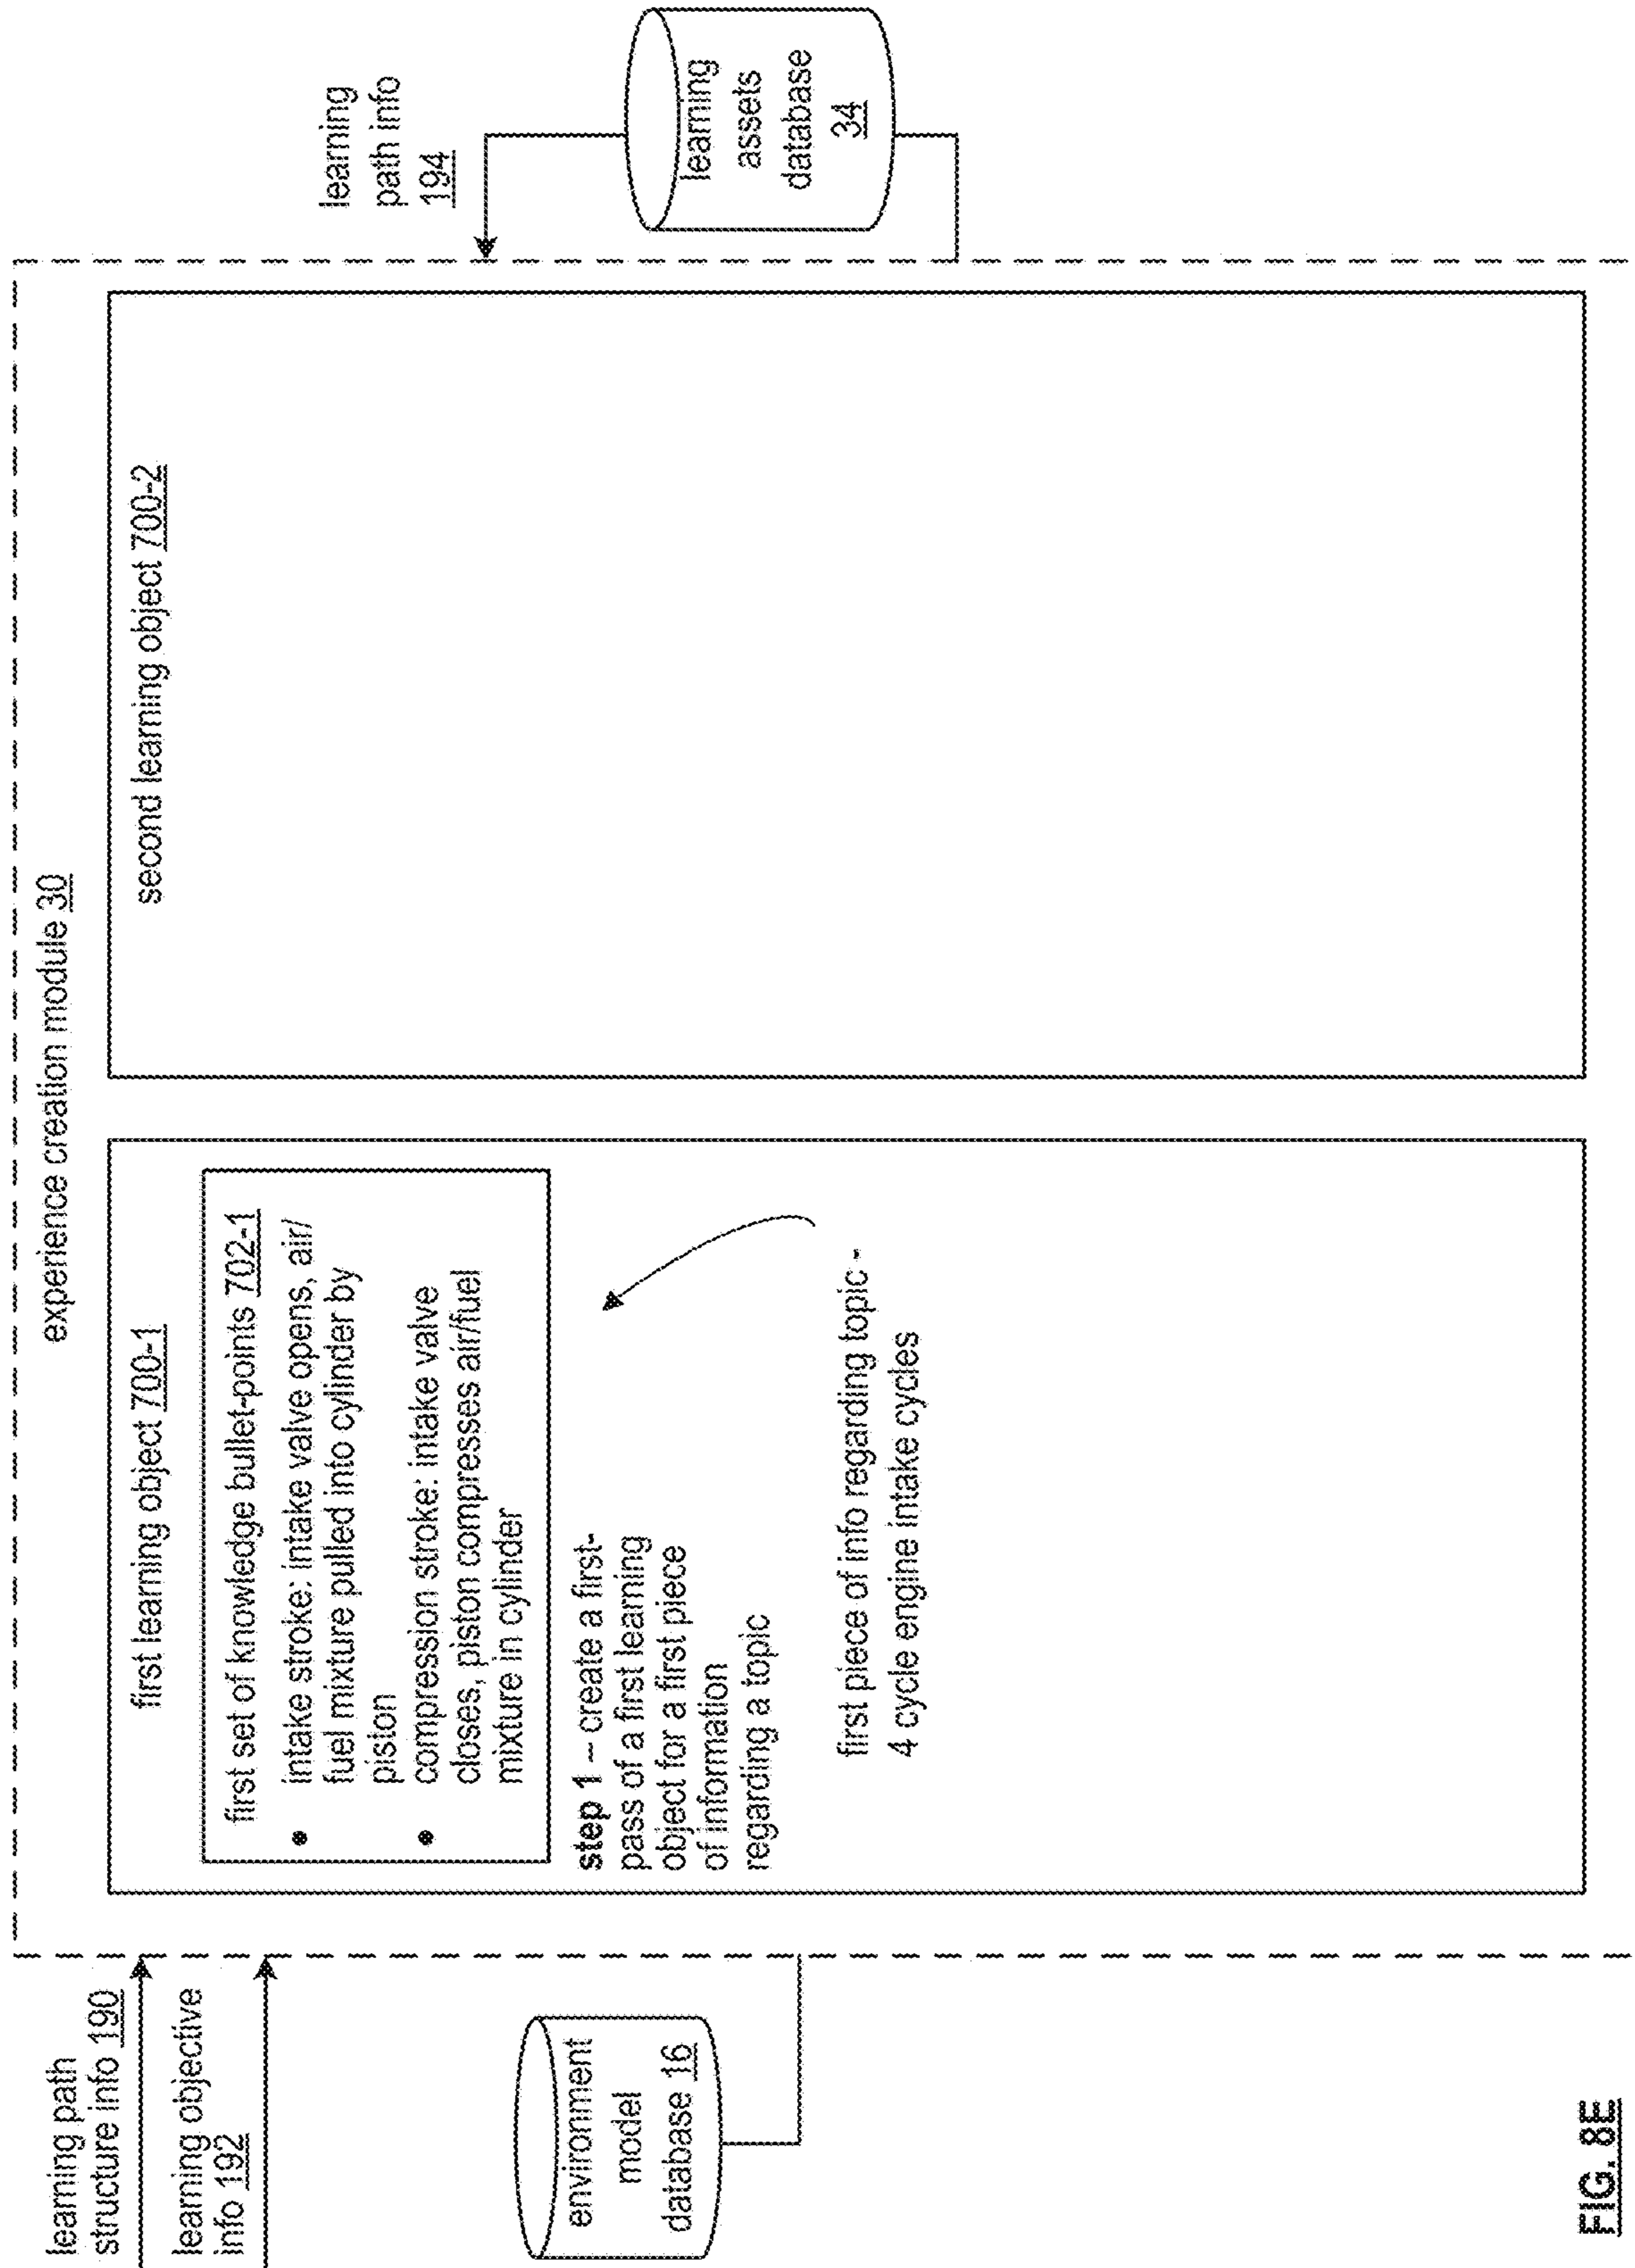 experience creation module 30
learning path
structure info 190
learning objective
info 192
environment
model
database 16
first learning object 700-1
first set of knowledge bullet-points 702-1
• intake stroke: intake valve opens, air/
fuel mixture pulled into cylinder by
piston
• compression stroke: intake valve
closes, piston compresses air/fuel
mixture in cylinder
step 1 – create a first-
pass of a first learning
object for a first piece
of information
regarding a topic
first piece of info regarding topic -
4 cycle engine intake cycles
second learning object 700-2
learning
path info
194
learning
assets
database
34
FIG. 8E